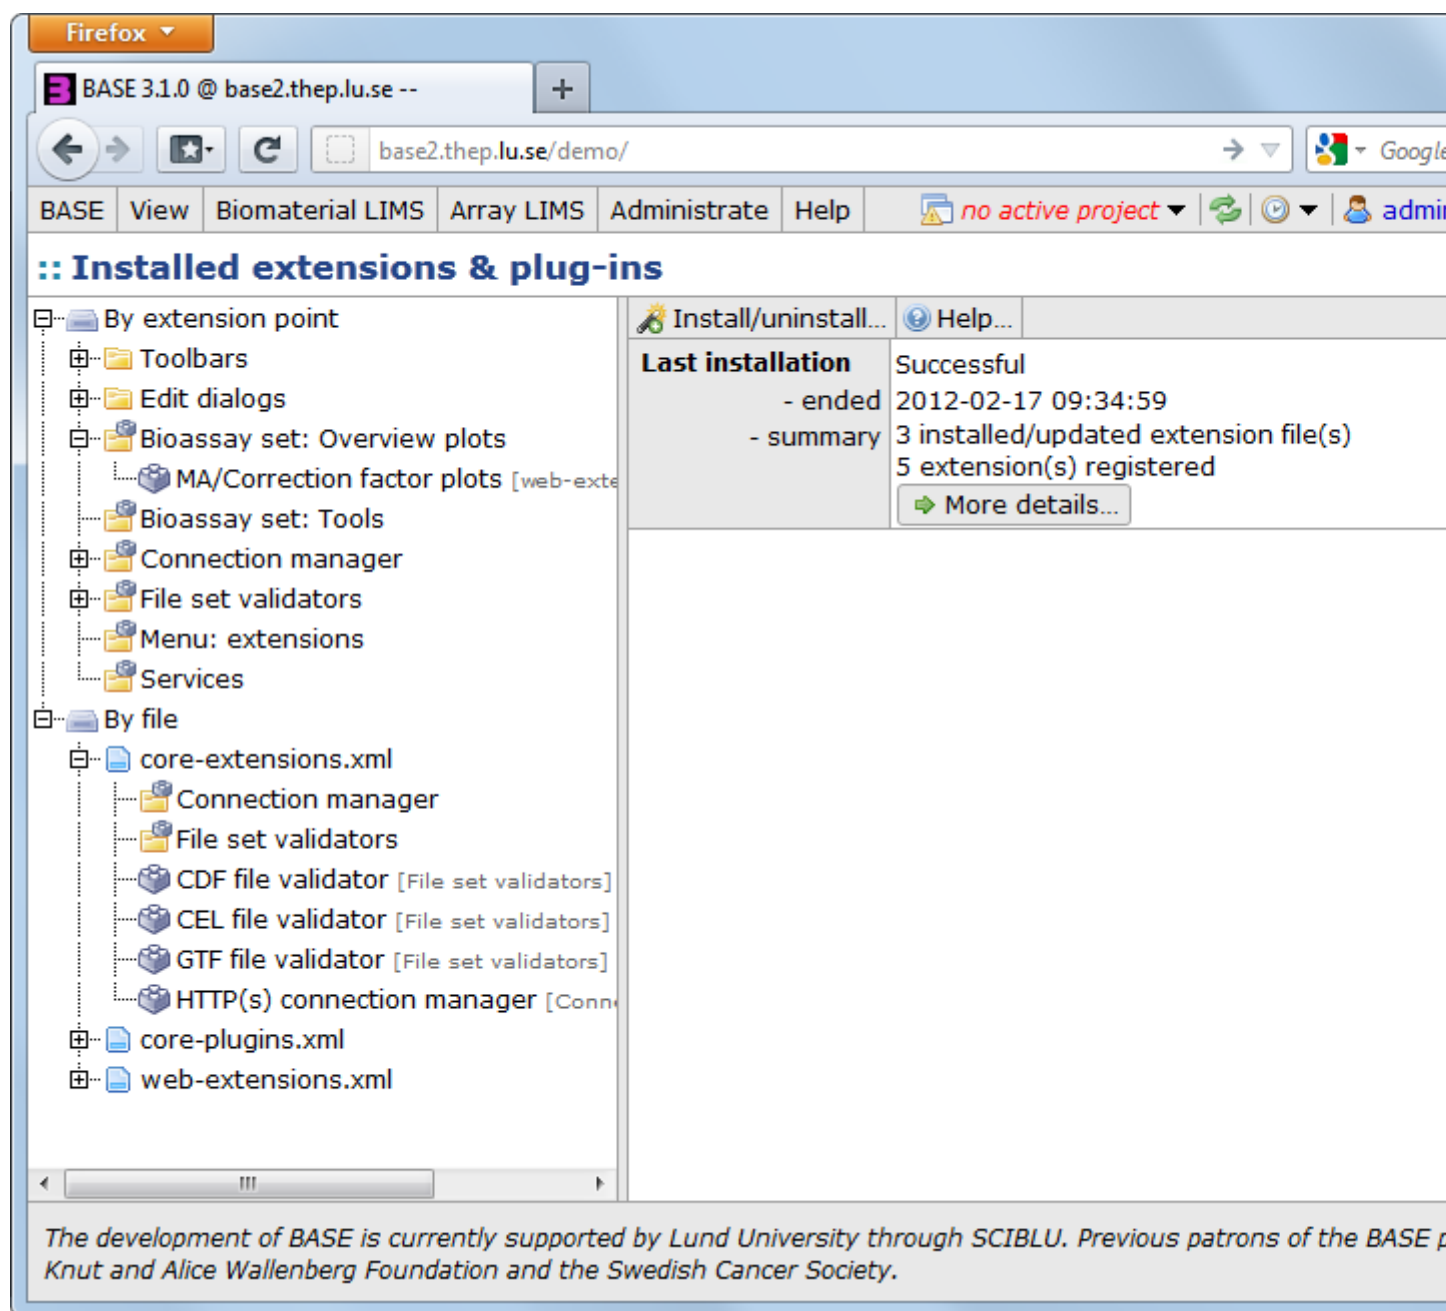 Firefox
BASE 3.1.0 @ base2.thep.lu.se --
base2.thep.lu.se/demo/
Google
BASE View Biomaterial LIMS Array LIMS Administrate Help no active project admin
:: Installed extensions & plug-ins
By extension point
Toolbars
Edit dialogs
Bioassay set: Overview plots
MA/Correction factor plots [web-exte
Bioassay set: Tools
Connection manager
File set validators
Menu: extensions
Services
By file
core-extensions.xml
Connection manager
File set validators
CDF file validator [File set validators]
CEL file validator [File set validators]
GTF file validator [File set validators]
HTTP(s) connection manager [Conn
core-plugins.xml
web-extensions.xml
Install/uninstall... Help...
Last installation Successful
- ended 2012-02-17 09:34:59
- summary 3 installed/updated extension file(s)
5 extension(s) registered
More details...
The development of BASE is currently supported by Lund University through SCIBLU. Previous patrons of the BASE p
Knut and Alice Wallenberg Foundation and the Swedish Cancer Society.